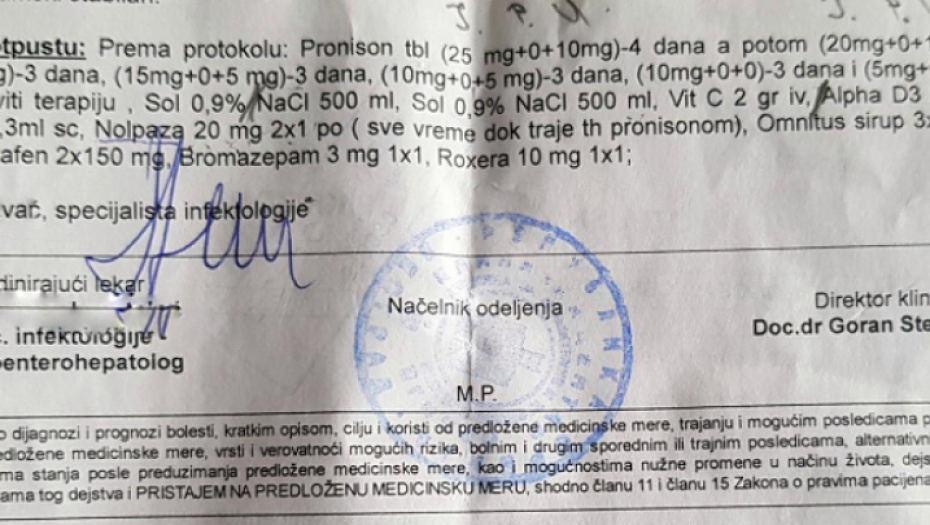 J. P. U. J. P.
otpustu: Prema protokolu: Pronison tbl (25 mg+0+10mg)-4 dana a potom (20mg+0+1
g)-3 dana, (15mg+0+5 mg)-3 dana, (10mg+0+5 mg)-3 dana, (10mg+0+0)-3 dana i (5mg+
viti terapiju , Sol 0,9% NaCl 500 ml, Sol 0,9% NaCl 500 ml, Vit C 2 gr iv, Alpha D3
,3ml sc, Nolpaza 20 mg 2x1 po ( sve vreme dok traje th pronisonom), Omnitus sirup 3x
afen 2x150 mg, Bromazepam 3 mg 1x1, Roxera 10 mg 1x1;
vac, specijalista infektologije
dinirajući lekar
Načelnik odeljenja
Direktor klin
. infektologije
Doc.dr Goran Ste
enterohepatolog
M.P.
o dijagnozi i prognozi bolesti, kratkim opisom, cilju i koristi od predložene medicinske mere, trajanju i mogućim posledicama p
edložene medicinske mere, vrsti i verovatnoći mogućih rizika, bolnim i drugim sporednim ili trajnim posledicama, alternativn
ma stanja posle preduzimanja predložene medicinske mere, kao i mogućnostima nužne promene u načinu života, dejs
ama tog dejstva i PRISTAJEM NA PREDLOŽENU MEDICINSKU MERU, shodno članu 11 i članu 15 Zakona o pravima pacijena